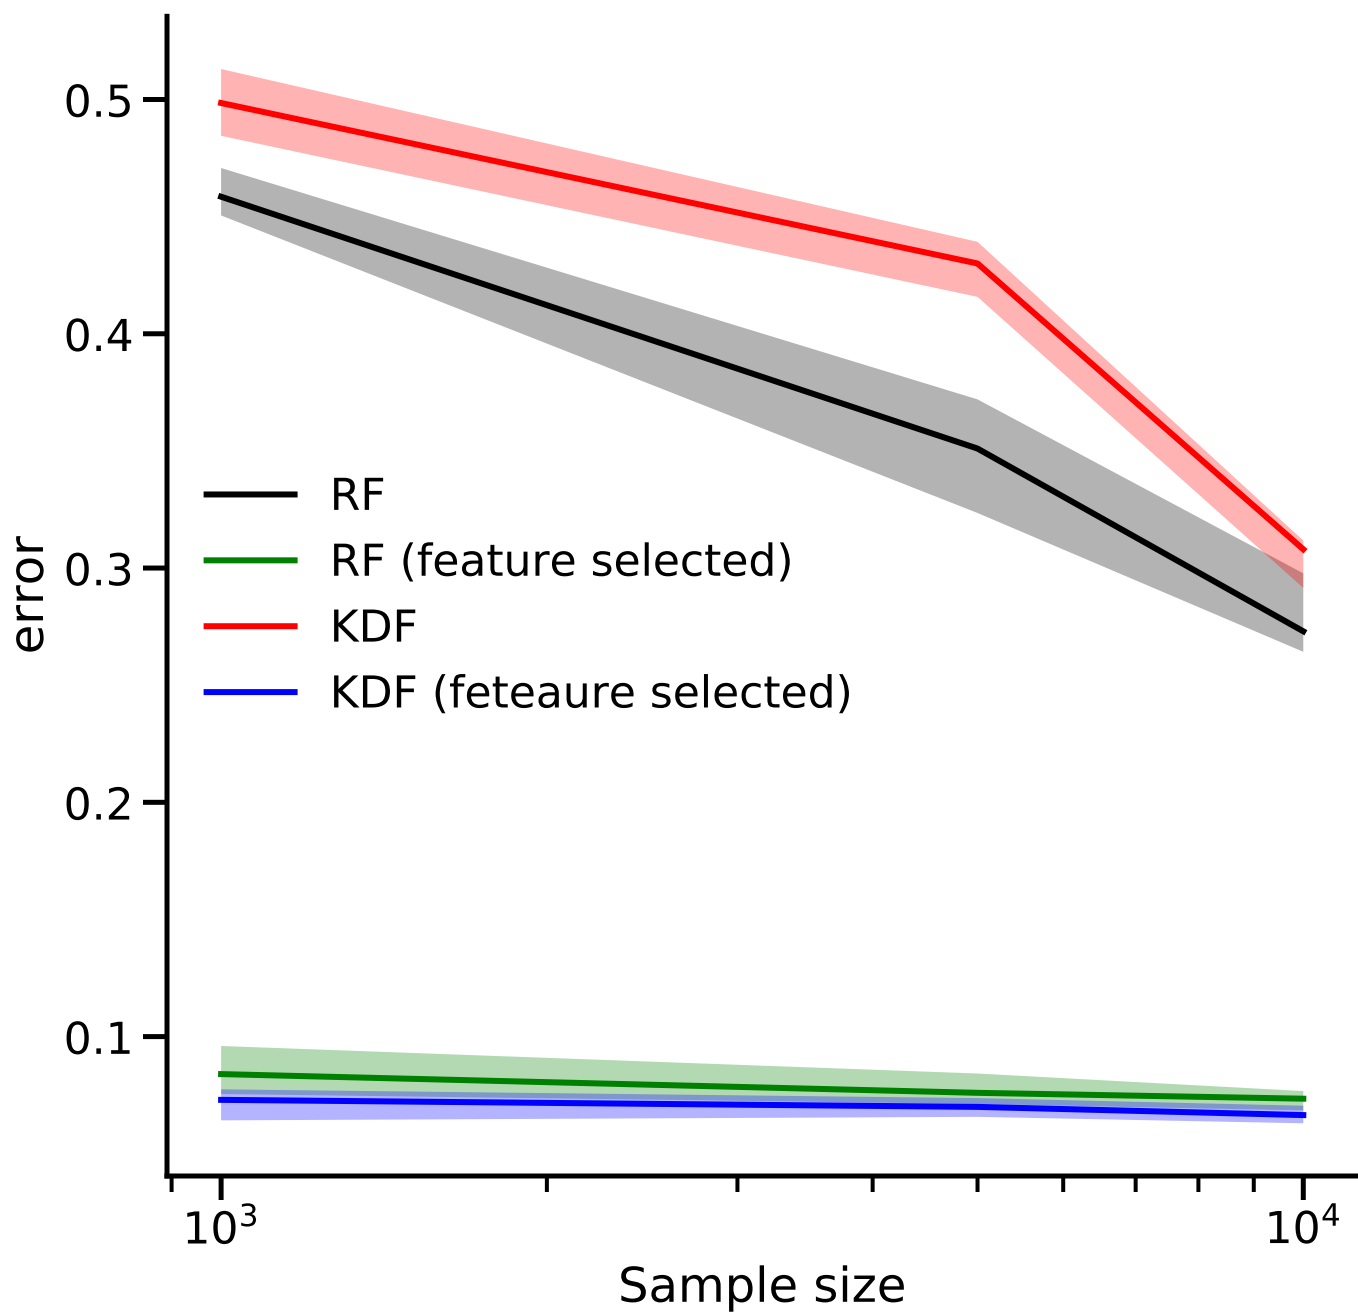 0.5
0.4
0.3
0.2
0.1
error
RF
RF (feature selected)
KDF
KDF (feteaure selected)
10³
10⁴
Sample size